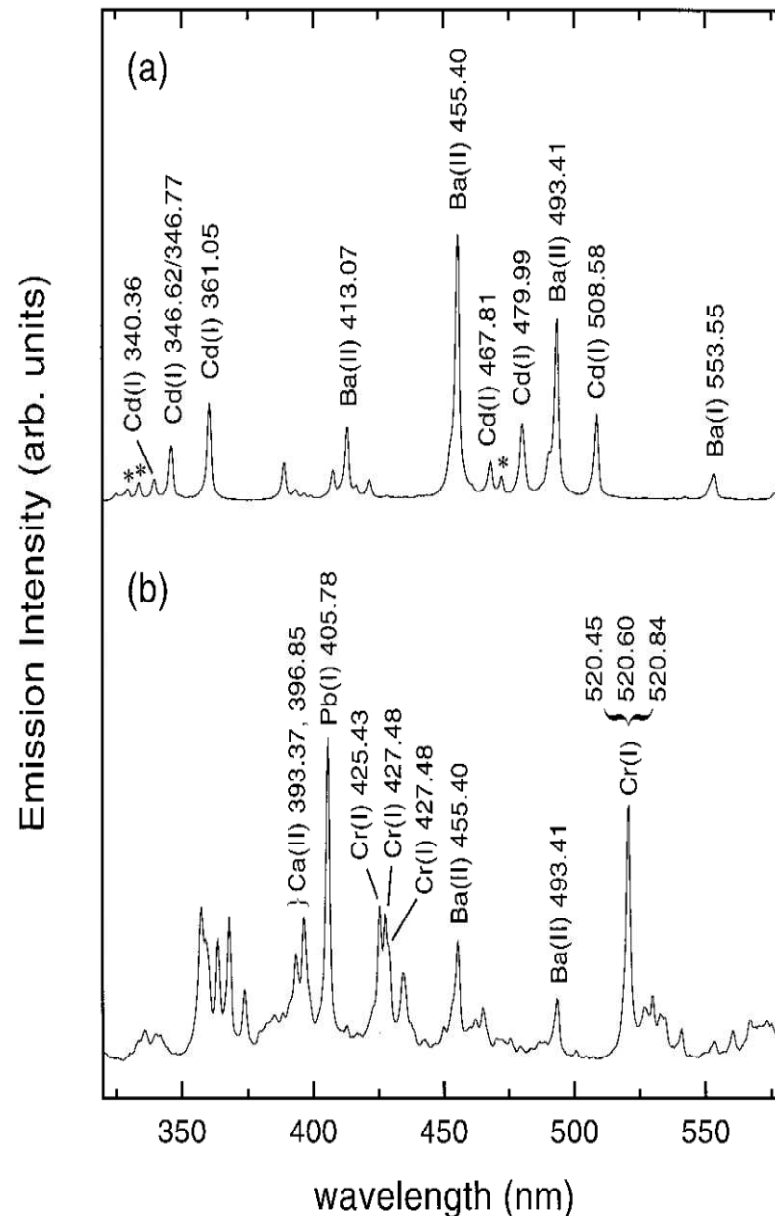 Emission Intensity (arb. units)
(a)
*
*
Cd(I) 340.36
Cd(I) 346.62/346.77
Cd(I) 361.05
Ba(II) 413.07
Ba(II) 455.40
Cd(I) 467.81
*
Cd(I) 479.99
Ba(II) 493.41
Cd(I) 508.58
Ba(I) 553.55
(b)
} Ca(II) 393.37, 396.85
Pb(I) 405.78
Cr(I) 425.43
Cr(I) 427.48
Cr(I) 427.48
Ba(II) 455.40
Ba(II) 493.41
520.45
520.60
520.84
}
Cr(I)
350 400 450 500 550
wavelength (nm)